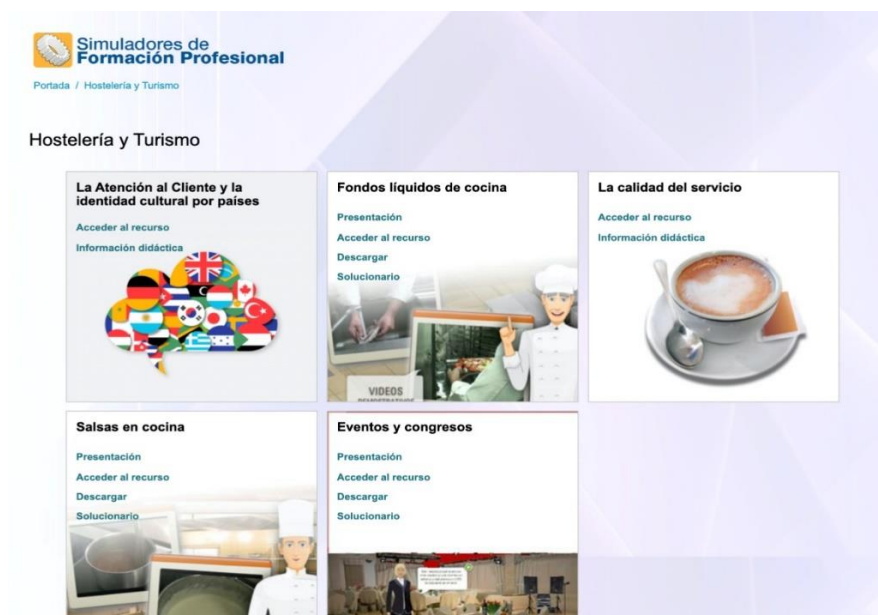 Simuladores de
Formación Profesional
Portada / Hostelería y Turismo
Hostelería y Turismo
La Atención al Cliente y la
identidad cultural por países
Acceder al recurso
Información didáctica
Fondos líquidos de cocina
Presentación
Acceder al recurso
Descargar
Solucionario
VIDEOS
La calidad del servicio
Acceder al recurso
Información didáctica
Salsas en cocina
Presentación
Acceder al recurso
Descargar
Solucionario
Eventos y congresos
Presentación
Acceder al recurso
Descargar
Solucionario